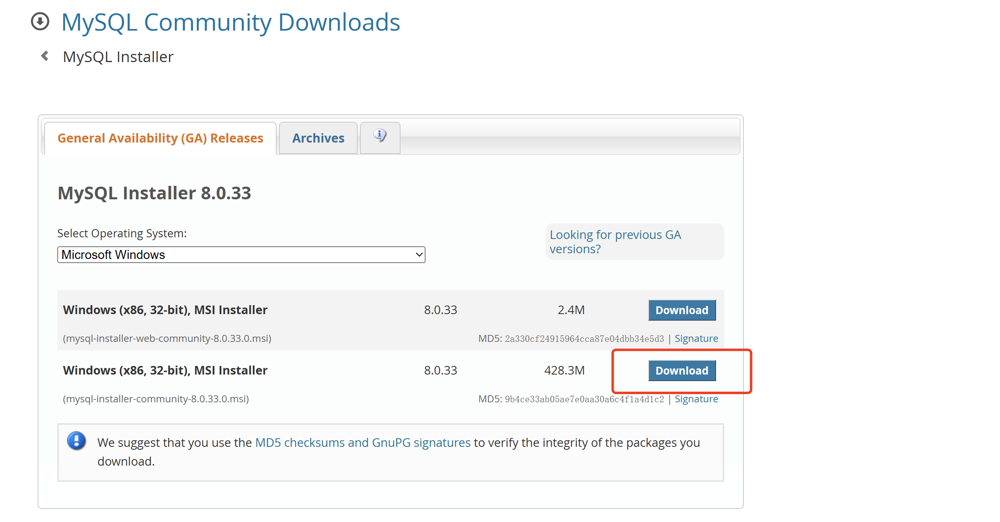 MySQL Community Downloads
MySQL Installer
General Availability (GA) Releases
Archives
MySQL Installer 8.0.33
Select Operating System:
Microsoft Windows
Looking for previous GA
versions?
Windows (x86, 32-bit), MSI Installer 8.0.33 2.4M Download
(mysql-installer-web-community-8.0.33.0.msi) MD5: 2a330cf24915964cca87e04dbb34e5d3 | Signature
Windows (x86, 32-bit), MSI Installer 8.0.33 428.3M Download
(mysql-installer-community-8.0.33.0.msi) MD5: 9b4ce33ab05ae7e0aa30a6c4f1a4d1c2 | Signature
We suggest that you use the MD5 checksums and GnuPG signatures to verify the integrity of the packages you
download.